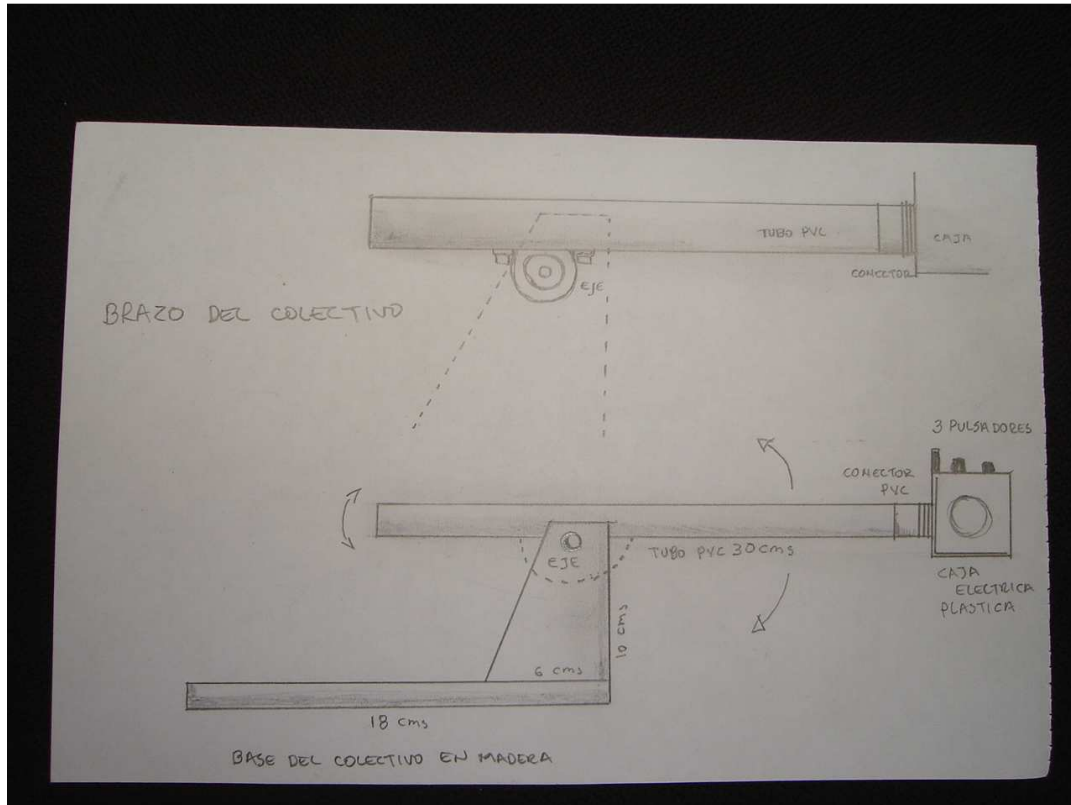 TUBO PVC
CAJA
CONECTOR
EJE
BRAZO DEL COLECTIVO
3 PULSADORES
CONECTOR
PVC
TUBO PVC 30cms
EJE
CAJA
ELECTRICA
PLASTICA
10 cms
6 cms
18 cms
BASE DEL COLECTIVO EN MADERA